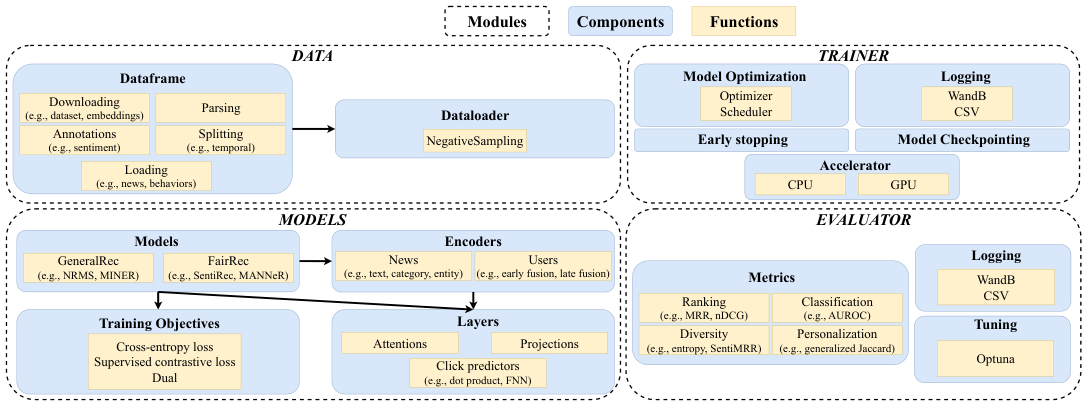 Modules
Components
Functions
DATA
Dataframe
Downloading
(e.g., dataset, embeddings)
Parsing
Annotations
(e.g., sentiment)
Splitting
(e.g., temporal)
Loading
(e.g., news, behaviors)
Dataloader
NegativeSampling
TRAINER
Model Optimization
Optimizer
Scheduler
Logging
WandB
CSV
Early stopping
Model Checkpointing
Accelerator
CPU
GPU
MODELS
Models
GeneralRec
(e.g., NRMS, MINER)
FairRec
(e.g., SentiRec, MANNeR)
Encoders
News
(e.g., text, category, entity)
Users
(e.g., early fusion, late fusion)
Training Objectives
Cross-entropy loss
Supervised contrastive loss
Dual
Layers
Attentions
Projections
Click predictors
(e.g., dot product, FNN)
EVALUATOR
Metrics
Ranking
(e.g., MRR, nDCG)
Classification
(e.g., AUROC)
Diversity
(e.g., entropy, SentiMRR)
Personalization
(e.g., generalized Jaccard)
Logging
WandB
CSV
Tuning
Optuna